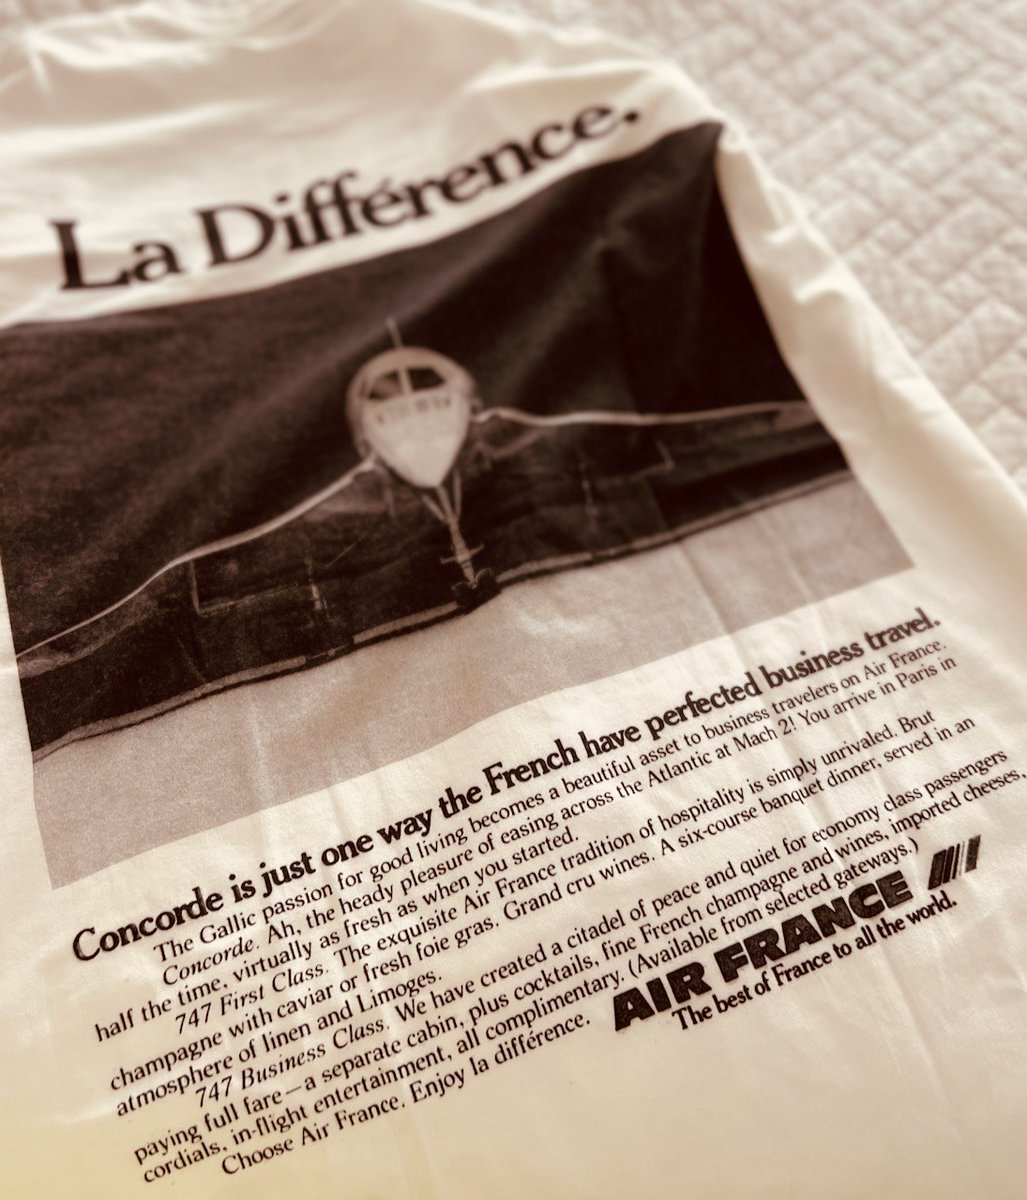 La Différence.
Concorde is just one way the French have perfected business travel.
The Gallic passion for good living becomes a beautiful asset to business travelers on Air France.
Concorde. Ah, the heady pleasure of easing across the Atlantic at Mach 2! You arrive in Paris in
half the time, virtually as fresh as when you started.
747 First Class. The exquisite Air France tradition of hospitality is simply unrivaled. Brut
champagne with caviar or fresh foie gras. Grand cru wines. A six-course banquet dinner, served in an
atmosphere of linen and Limoges.
747 Business Class. We have created a citadel of peace and quiet for economy class passengers
paying full fare—a separate cabin, plus cocktails, fine French champagne and wines, imported cheeses,
cordials, in-flight entertainment, all complimentary. (Available from selected gateways.)
Choose Air France. Enjoy la différence.
AIR FRANCE
The best of France to all the world.